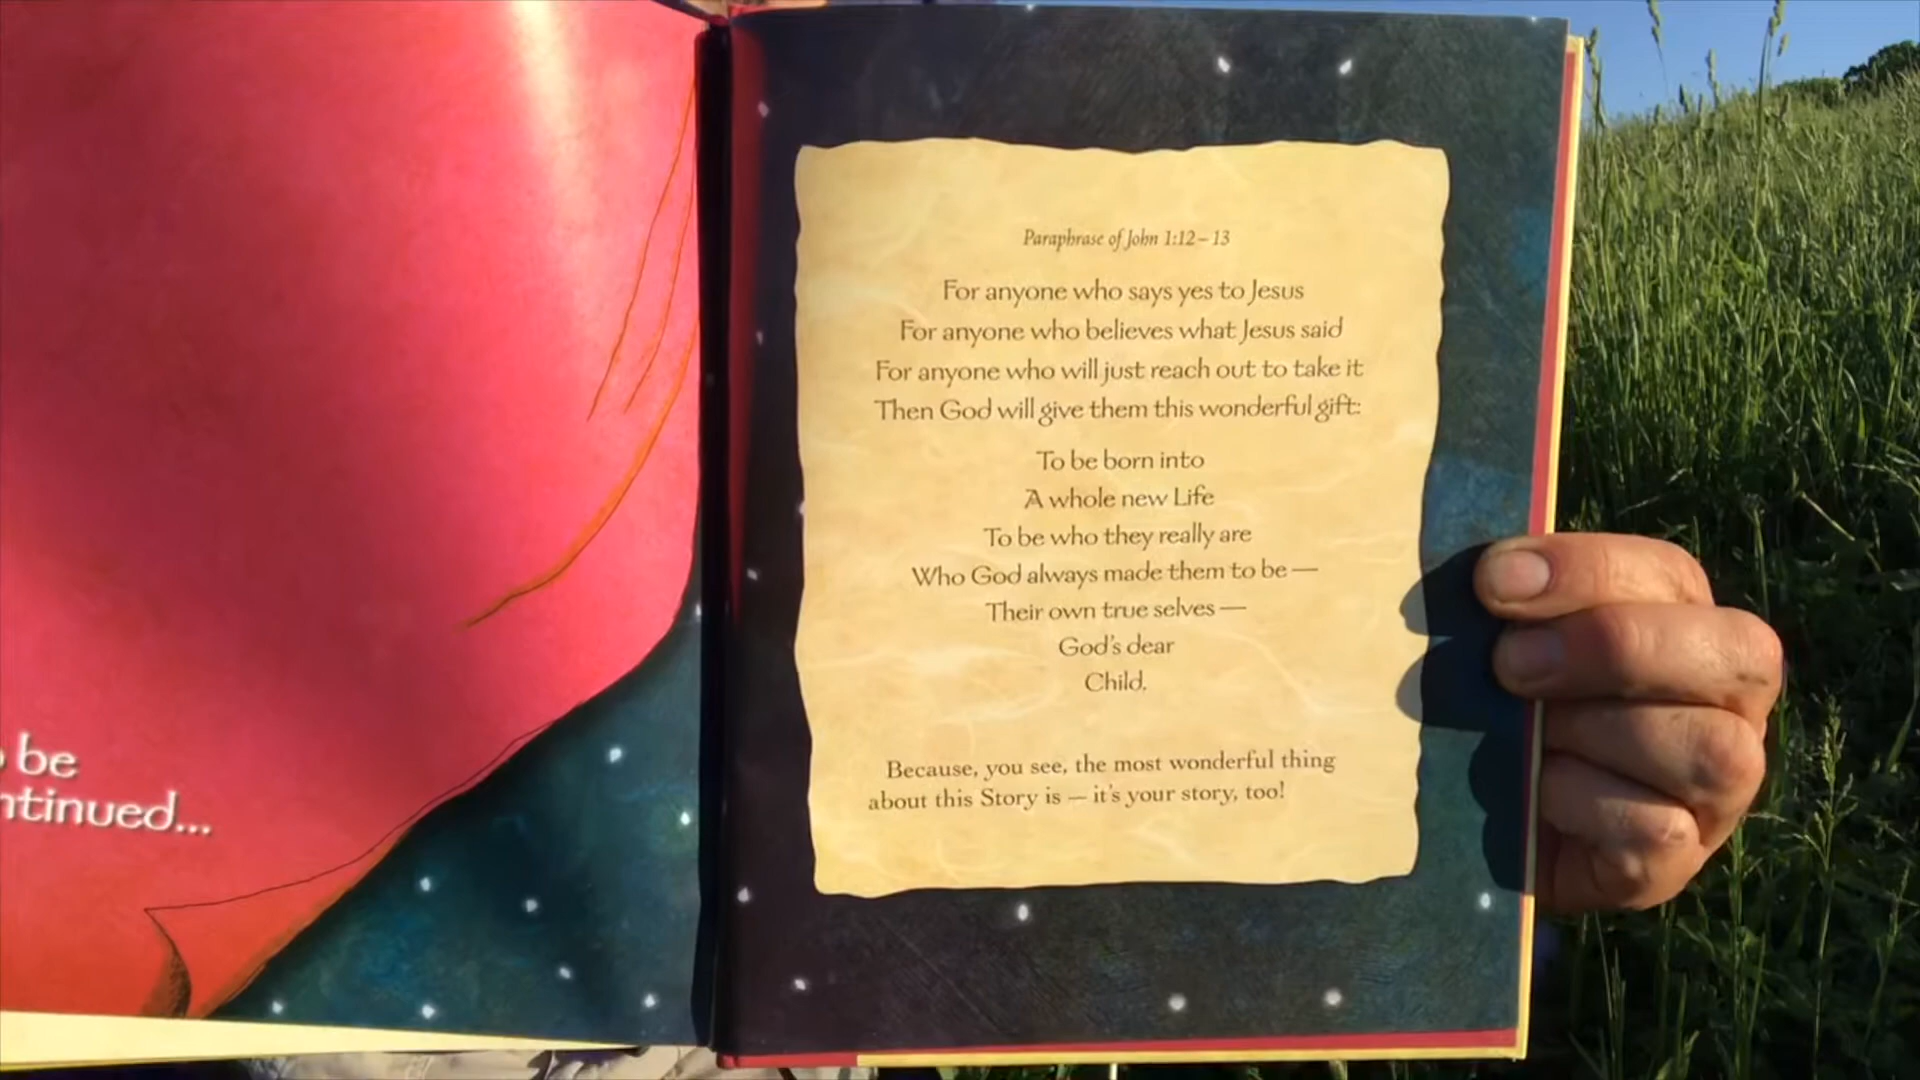 be
ntinued...
Paraphrase of John 1:12 – 13
For anyone who says yes to Jesus
For anyone who believes what Jesus said
For anyone who will just reach out to take it
Then God will give them this wonderful gift:
To be born into
A whole new Life
To be who they really are
Who God always made them to be —
Their own true selves —
God's dear
Child.
Because, you see, the most wonderful thing
about this Story is — it's your story, too!